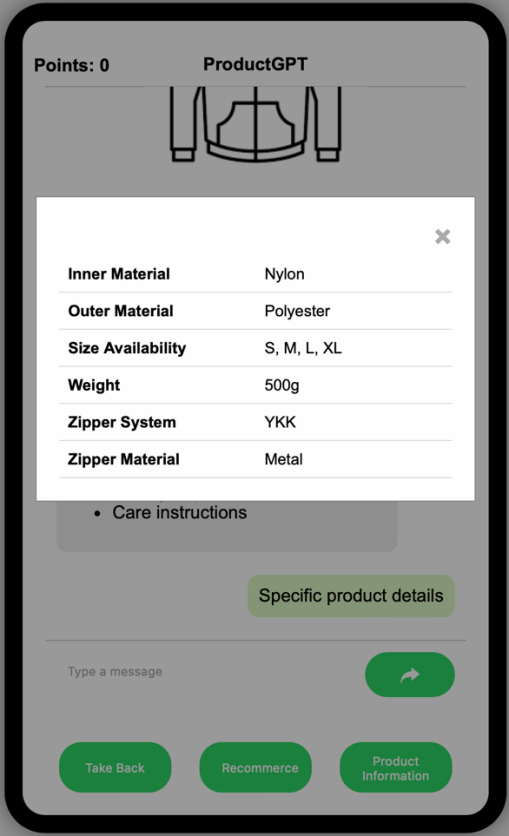 Points: 0
ProductGPT
Inner Material Nylon
Outer Material Polyester
Size Availability S, M, L, XL
Weight 500g
Zipper System YKK
Zipper Material Metal
Care instructions
Specific product details
Type a message
Take Back
Recommerce
Product
Information